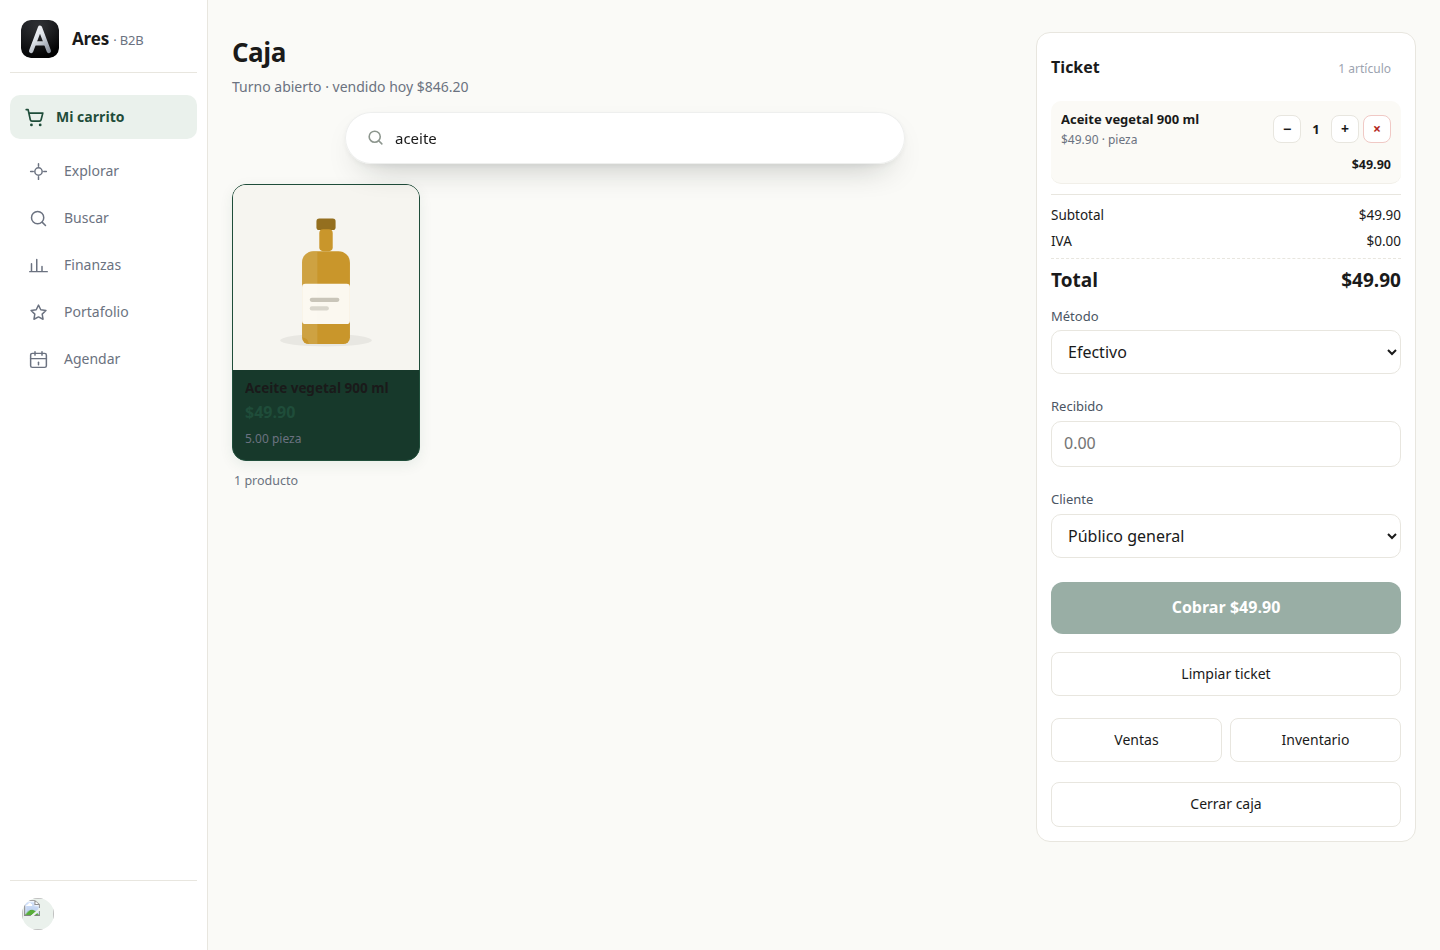 Ares · B2B
Mi carrito
Explorar
Buscar
Finanzas
Portafolio
Agendar
Caja
Turno abierto · vendido hoy $846.20
aceite
Aceite vegetal 900 ml
$49.90
5.00 pieza
1 producto
Ticket
1 artículo
Aceite vegetal 900 ml
$49.90 · pieza
− 1 + ×
$49.90
Subtotal $49.90
IVA $0.00
Total $49.90
Método
Efectivo
Recibido
0.00
Cliente
Público general
Cobrar $49.90
Limpiar ticket
Ventas
Inventario
Cerrar caja